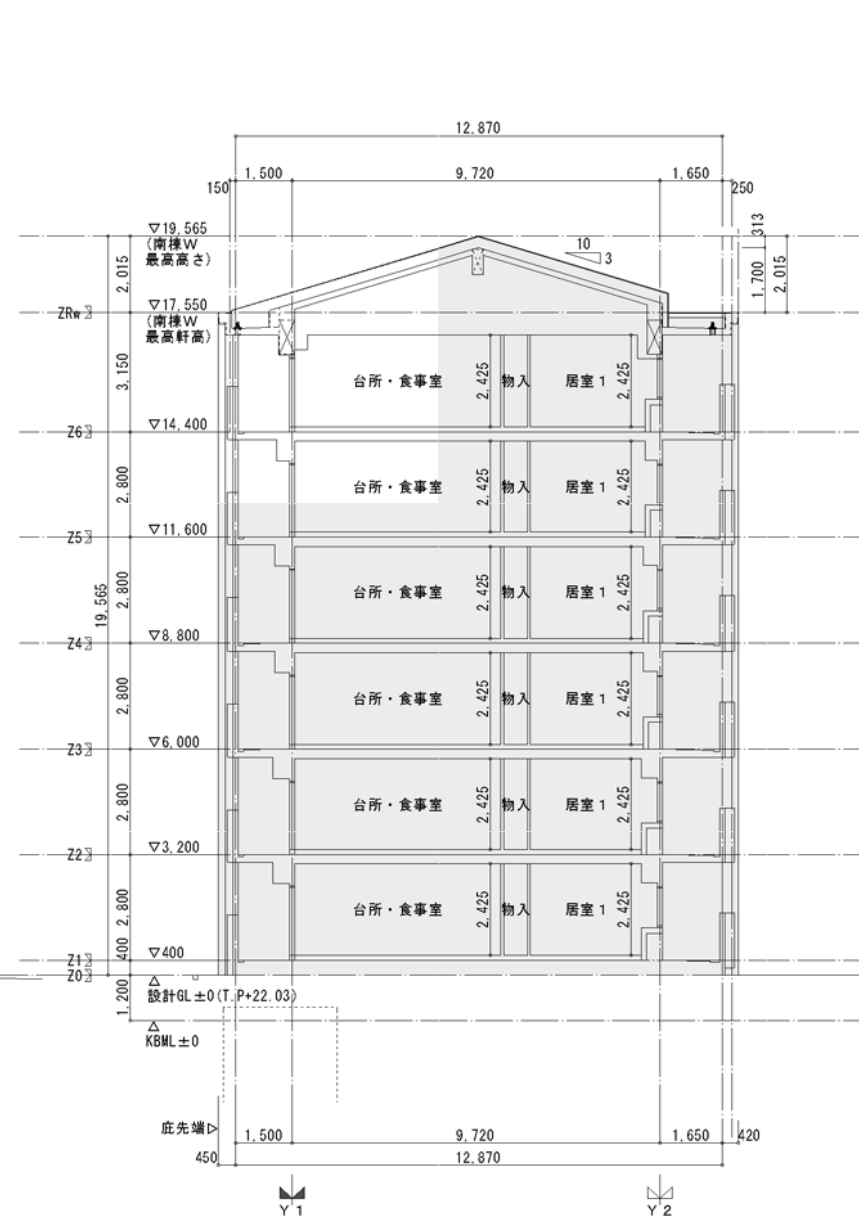 12,870
1,500
9,720
1,650
150
250
▽19,565
(南棟W
最高高さ)
10
3
313
1,700
2,015
2,015
▽17,550
(南棟W
最高軒高)
ZRw
3,150
台所・食事室
2,425
物入
居室1
2,425
Z6
▽14,400
2,800
台所・食事室
2,425
物入
居室1
2,425
Z5
▽11,600
19,565
2,800
台所・食事室
2,425
物入
居室1
2,425
Z4
▽8,800
2,800
台所・食事室
2,425
物入
居室1
2,425
Z3
▽6,000
2,800
台所・食事室
2,425
物入
居室1
2,425
Z2
▽3,200
2,800
台所・食事室
2,425
物入
居室1
2,425
Z1
▽400
400
Z0
1,200
設計GL±0(T.P+22.03)
KBML±0
庇先端▷
1,500
9,720
1,650
420
450
12,870
Y1
Y2